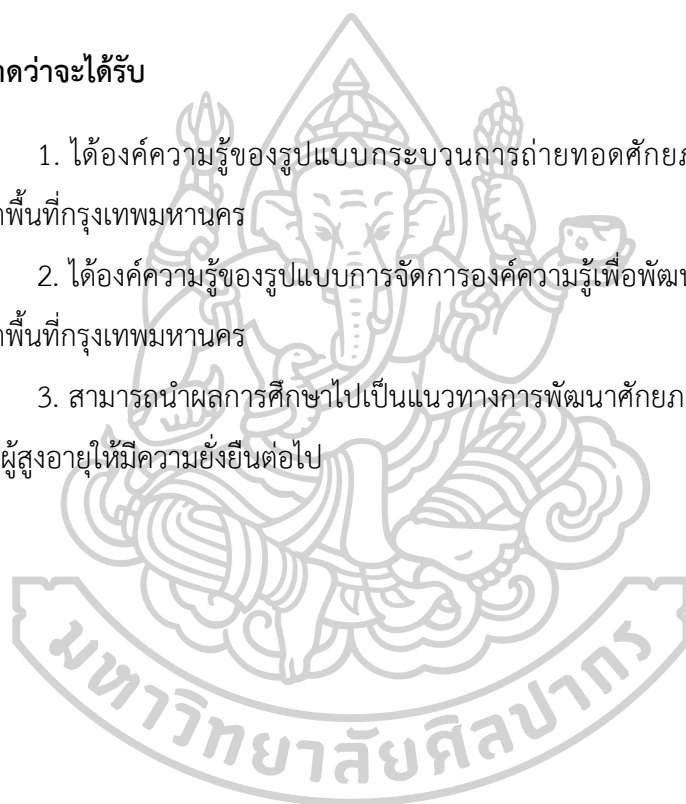 ดว่าจะได้รับ
1. ได้องค์ความรู้ของรูปแบบกระบวนการถ่ายทอดศักยภ
พื้นที่กรุงเทพมหานคร
2. ได้องค์ความรู้ของรูปแบบการจัดการองค์ความรู้เพื่อพัฒ
พื้นที่กรุงเทพมหานคร
3. สามารถนำผลการศึกษาไปเป็นแนวทางการพัฒนาศักยภ
ผู้สูงอายุให้มีความยั่งยืนต่อไป
มหาวิทยาลัยศิลปากร